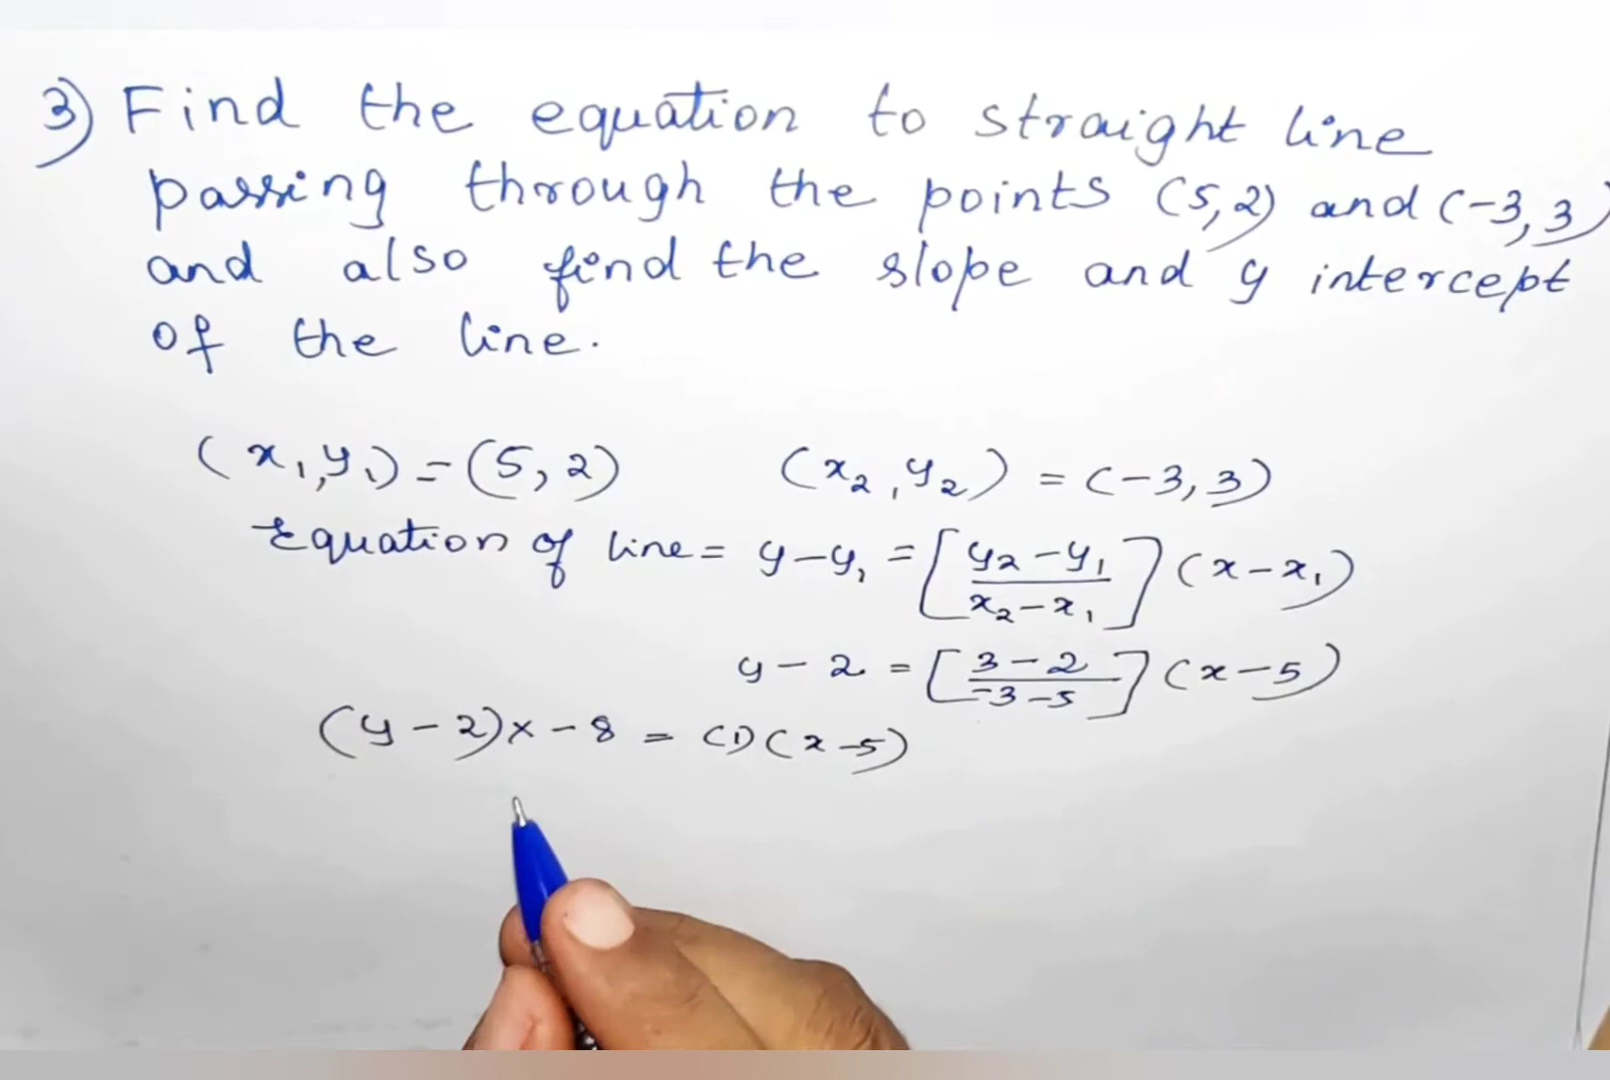 3) Find the equation to straight line
passing through the points (5,2) and (-3,3)
and also find the slope and y intercept
of the line.
(x₁,y₁) = (5,2) (x₂,y₂) = (-3,3)
Equation of line = y-y₁ = [y₂-y₁/x₂-x₁](x-x₁)
y-2 = [3-2/-3-5](x-5)
(y-2)x-8 = (1)(x-5)